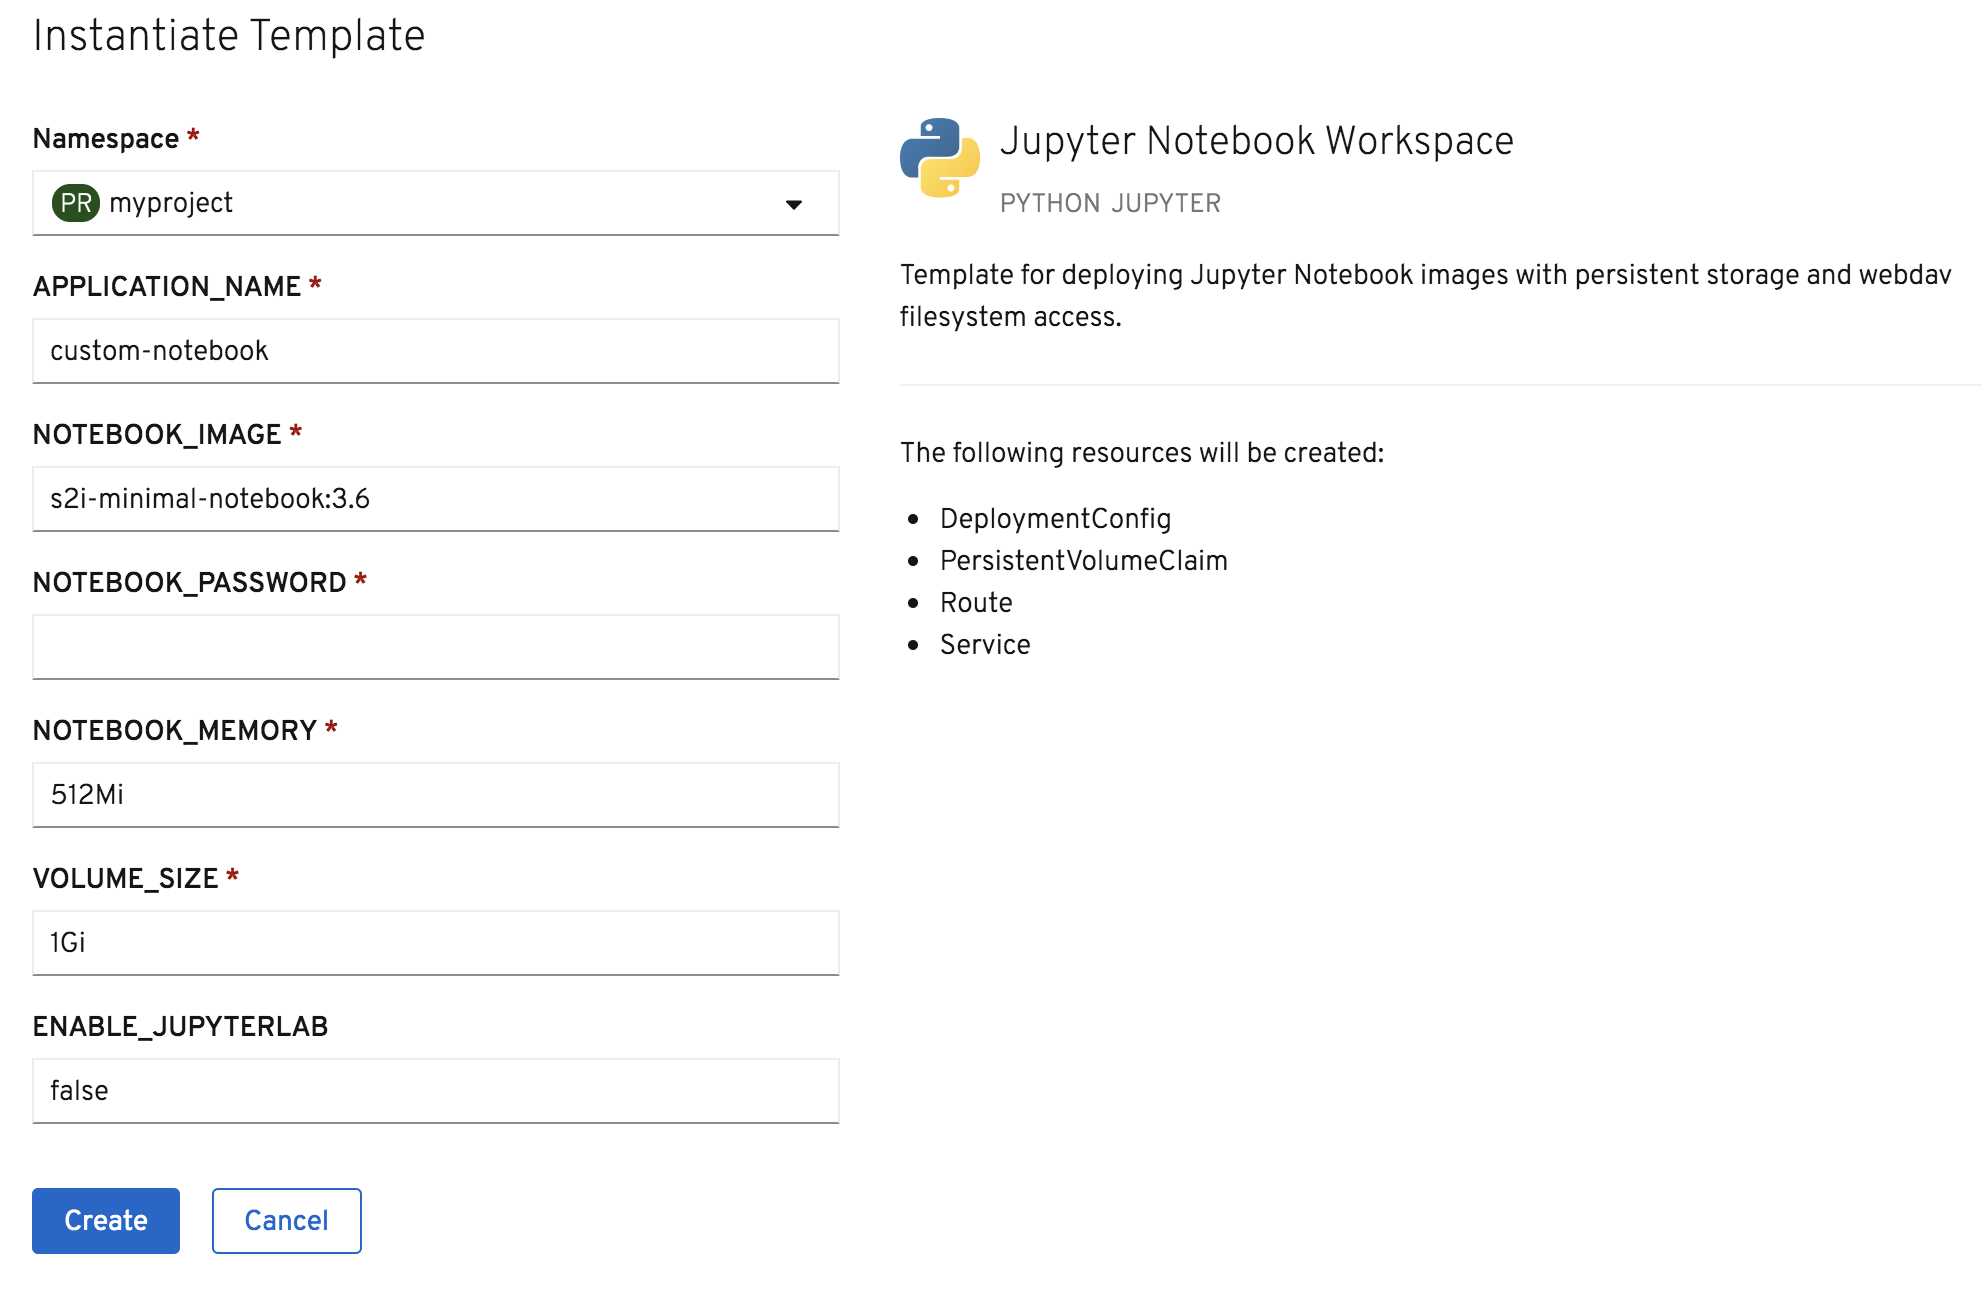 Instantiate Template
Namespace *
PR myproject
APPLICATION_NAME *
custom-notebook
NOTEBOOK_IMAGE *
s2i-minimal-notebook:3.6
NOTEBOOK_PASSWORD *
NOTEBOOK_MEMORY *
512Mi
VOLUME_SIZE *
1Gi
ENABLE_JUPYTERLAB
false
Create Cancel
Jupyter Notebook Workspace
PYTHON JUPYTER
Template for deploying Jupyter Notebook images with persistent storage and webdav
filesystem access.
The following resources will be created:
• DeploymentConfig
• PersistentVolumeClaim
• Route
• Service